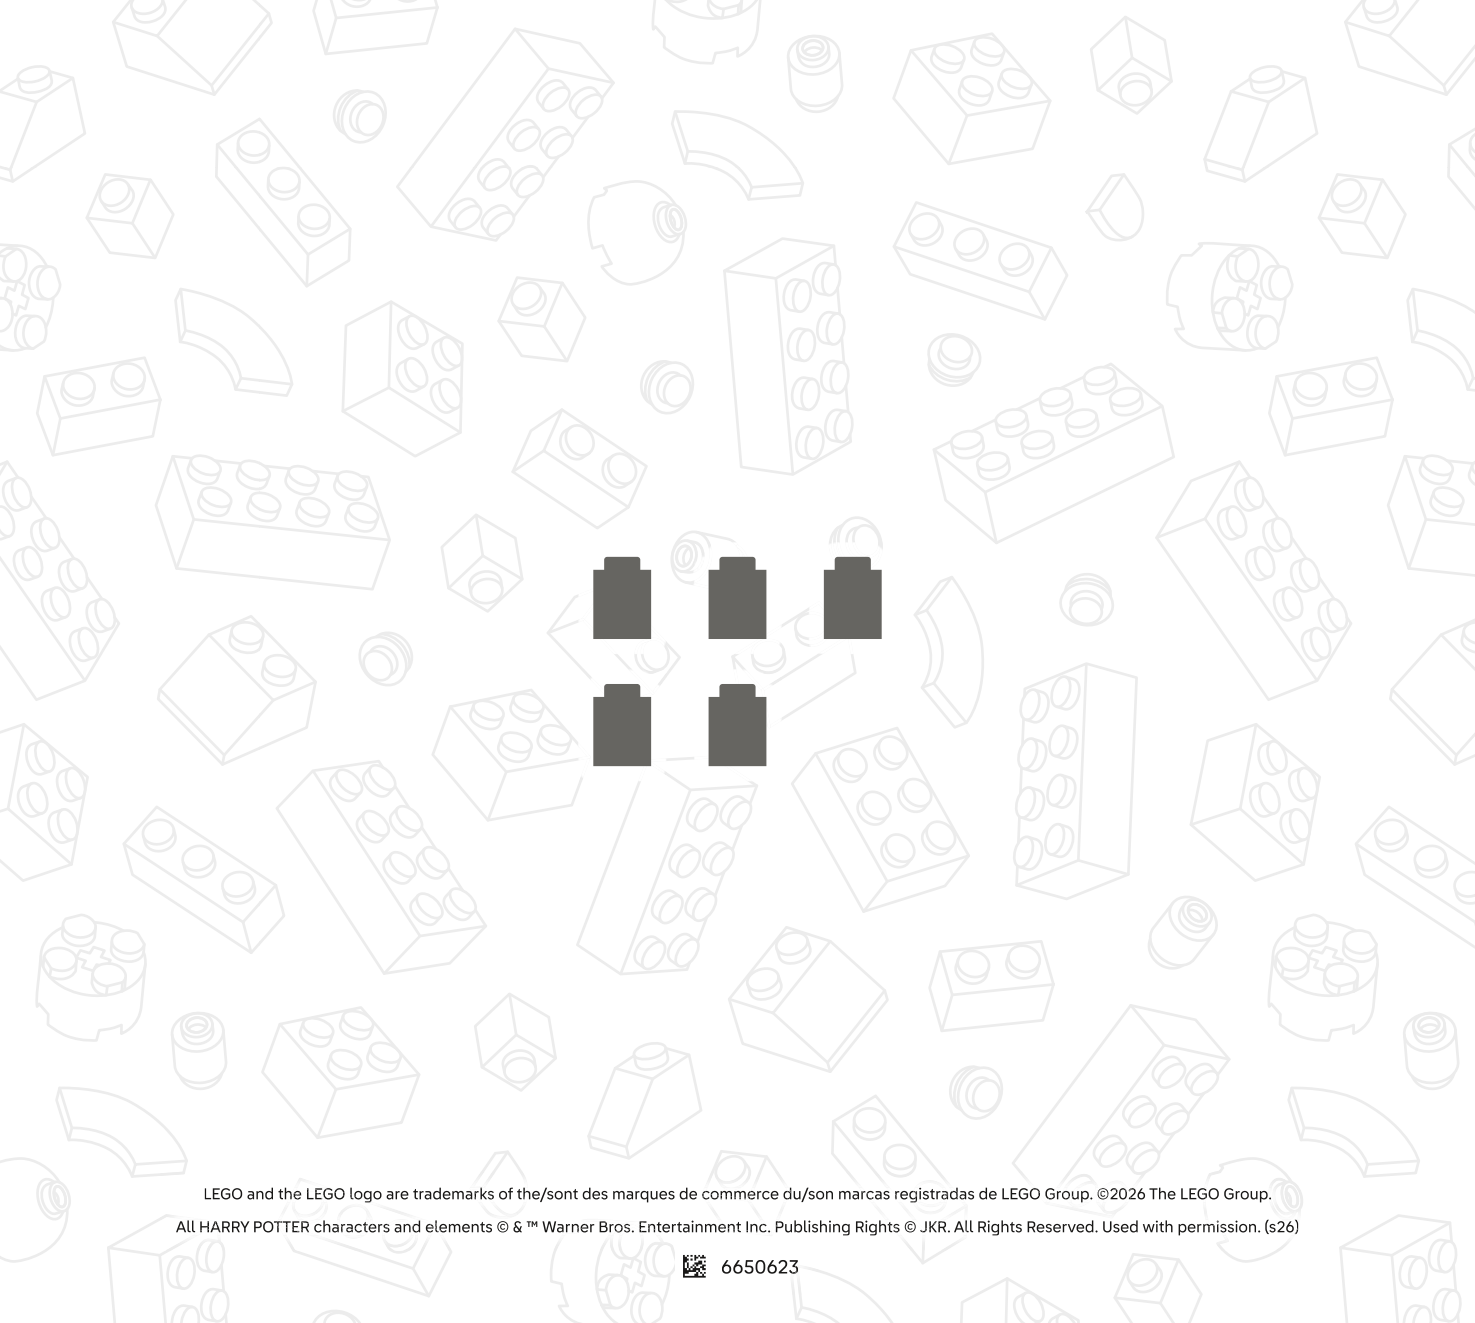 LEGO and the LEGO logo are trademarks of the/sont des marques de commerce du/son marcas registradas de LEGO Group. ©2026 The LEGO Group.
All HARRY POTTER characters and elements © & ™ Warner Bros. Entertainment Inc. Publishing Rights © JKR. All Rights Reserved. Used with permission. (s26)
6650623